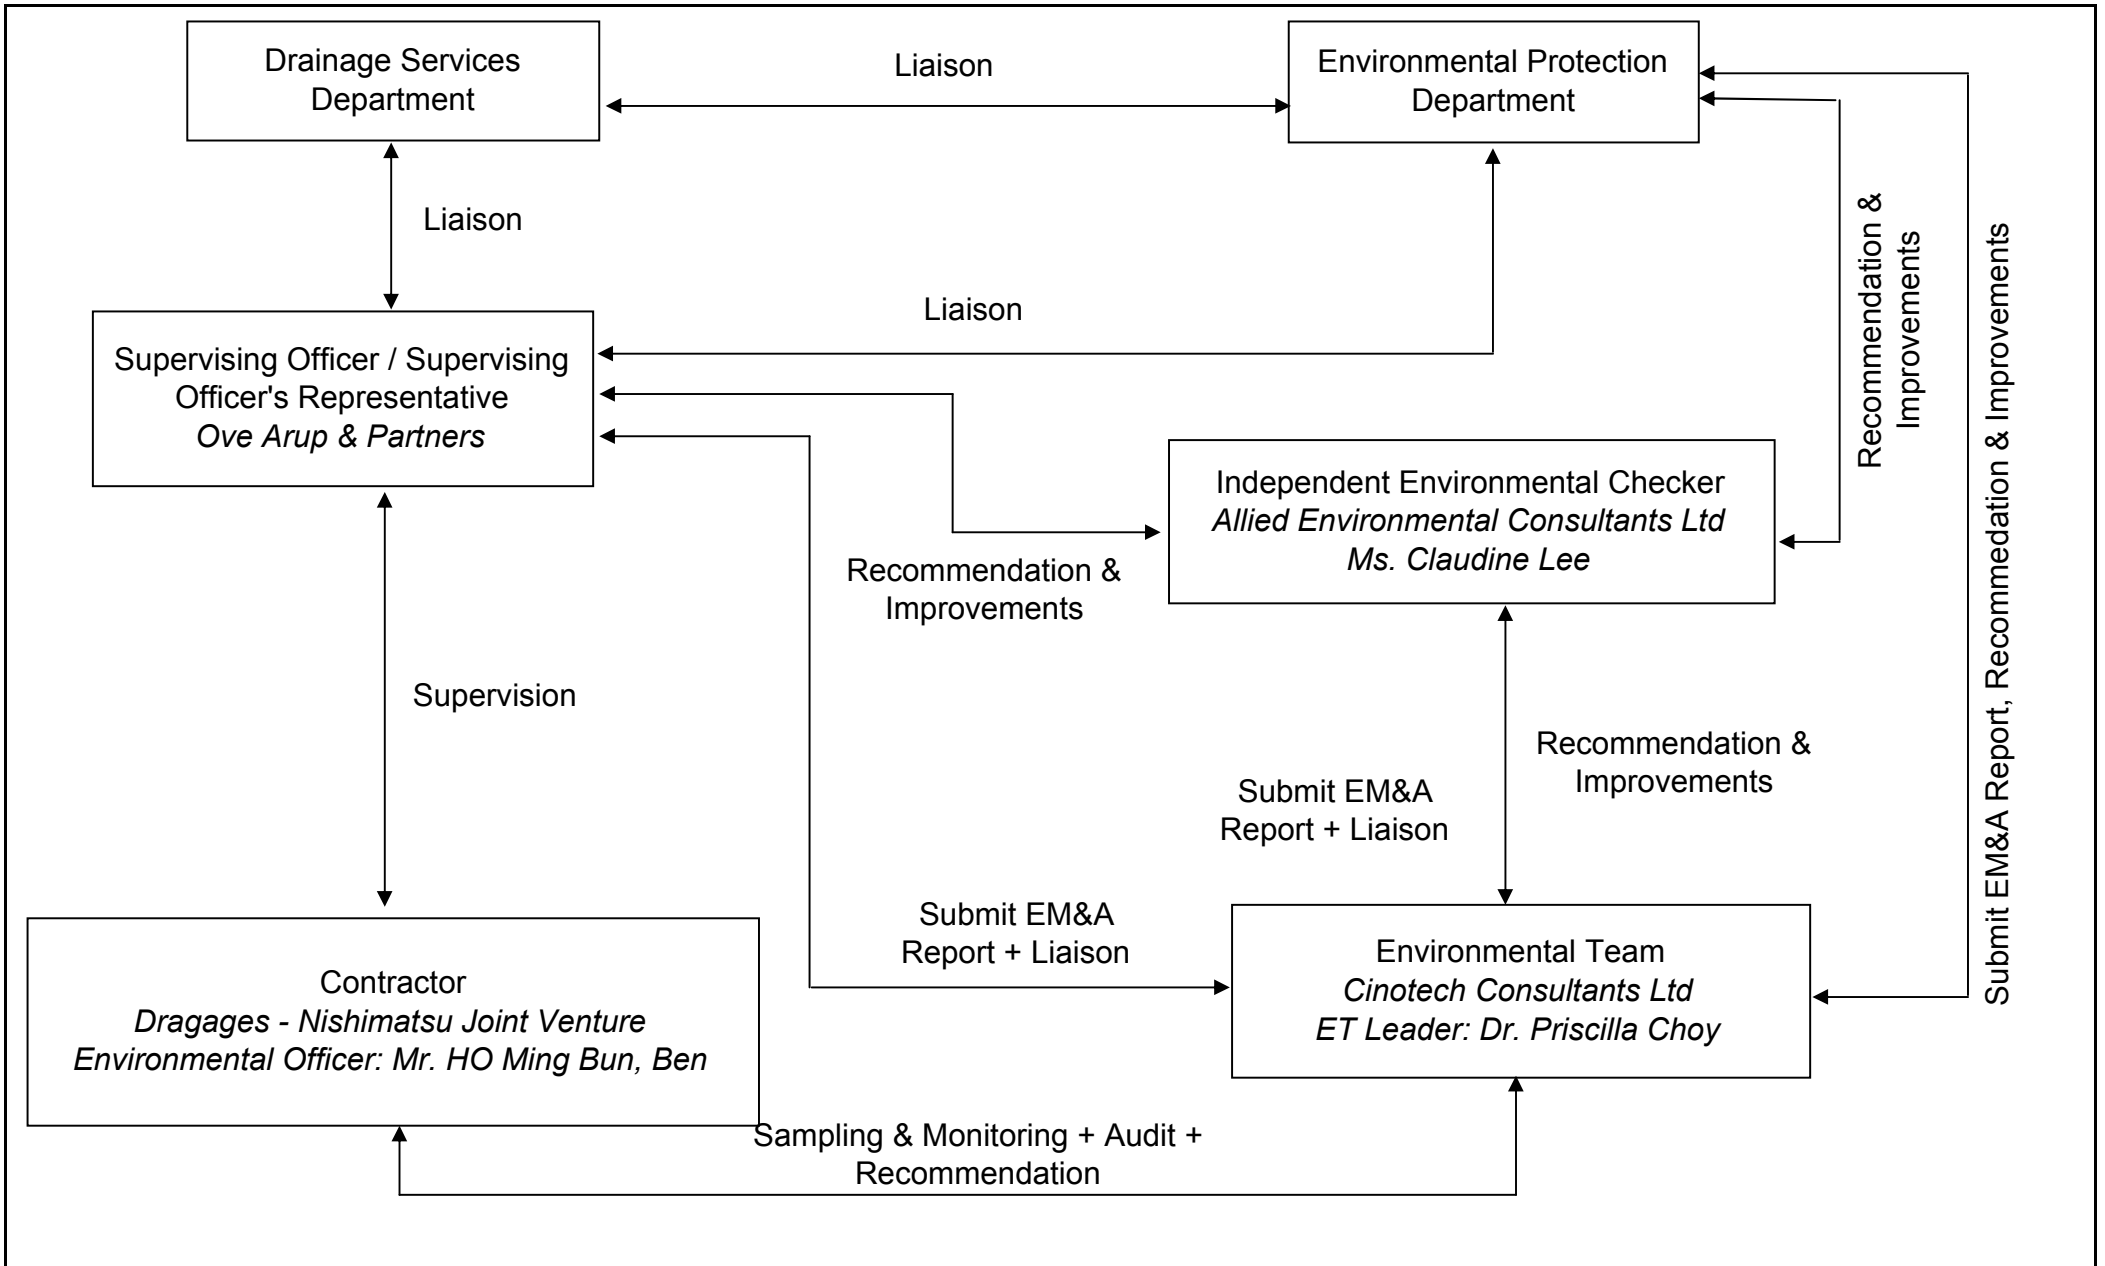 Drainage Services
Department
Liaison
Environmental Protection
Department
Liaison
Liaison
Recommendation &
Improvements
Submit EM&A Report, Recommedation & Improvements
Supervising Officer / Supervising
Officer's Representative
Ove Arup & Partners
Independent Environmental Checker
Allied Environmental Consultants Ltd
Ms. Claudine Lee
Recommendation &
Improvements
Supervision
Recommendation &
Improvements
Submit EM&A
Report + Liaison
Submit EM&A
Report + Liaison
Contractor
Dragages - Nishimatsu Joint Venture
Environmental Officer: Mr. HO Ming Bun, Ben
Environmental Team
Cinotech Consultants Ltd
ET Leader: Dr. Priscilla Choy
Sampling & Monitoring + Audit +
Recommendation